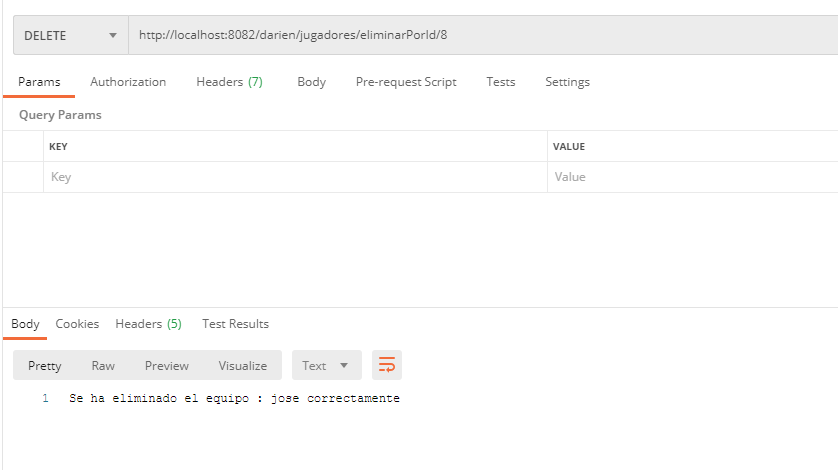 DELETE http://localhost:8082/darien/jugadores/eliminarPorId/8
Params Authorization Headers (7) Body Pre-request Script Tests Settings
Query Params
KEY VALUE
Key Value
Body Cookies Headers (5) Test Results
Pretty Raw Preview Visualize Text
1 Se ha eliminado el equipo : jose correctamente